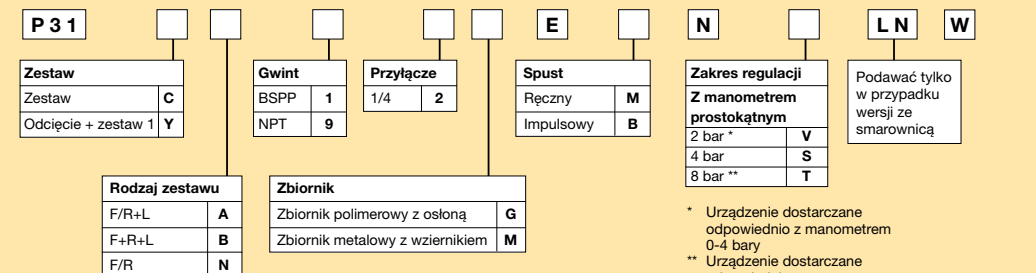 P 3 1 E N L N W
Zestaw
Zestaw C
Odcięcie + zestaw 1 Y
Gwint
BSPP 1
NPT 9
Przyłącze
1/4 2
Spust
Ręczny M
Impulsowy B
Zakres regulacji
Z manometrem
prostokątnym
2 bar * V
4 bar S
8 bar ** T
Podawać tylko
w przypadku
wersji ze
smarownicą
Rodzaj zestawu
F/R+L A
F+R+L B
F/R N
Zbiornik
Zbiornik polimerowy z osłoną G
Zbiornik metalowy z wziernikiem M
* Urządzenie dostarczane
odpowiednio z manometrem
0-4 bary
** Urządzenie dostarczane